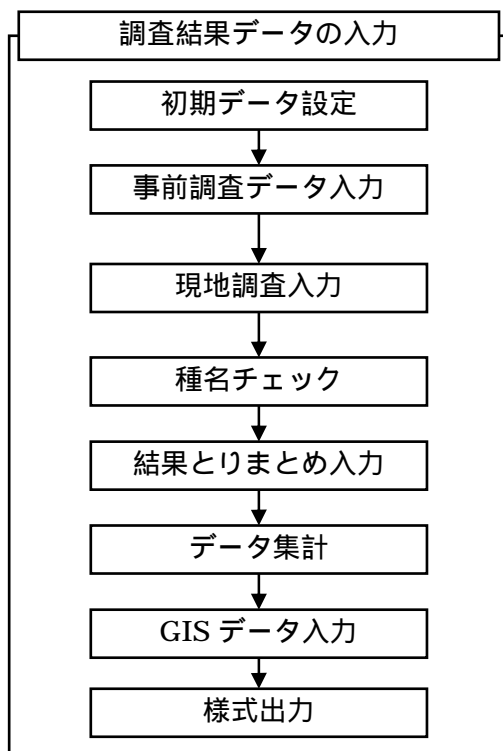 調査結果データの入力
初期データ設定
事前調査データ入力
現地調査入力
種名チェック
結果とりまとめ入力
データ集計
GIS データ入力
様式出力